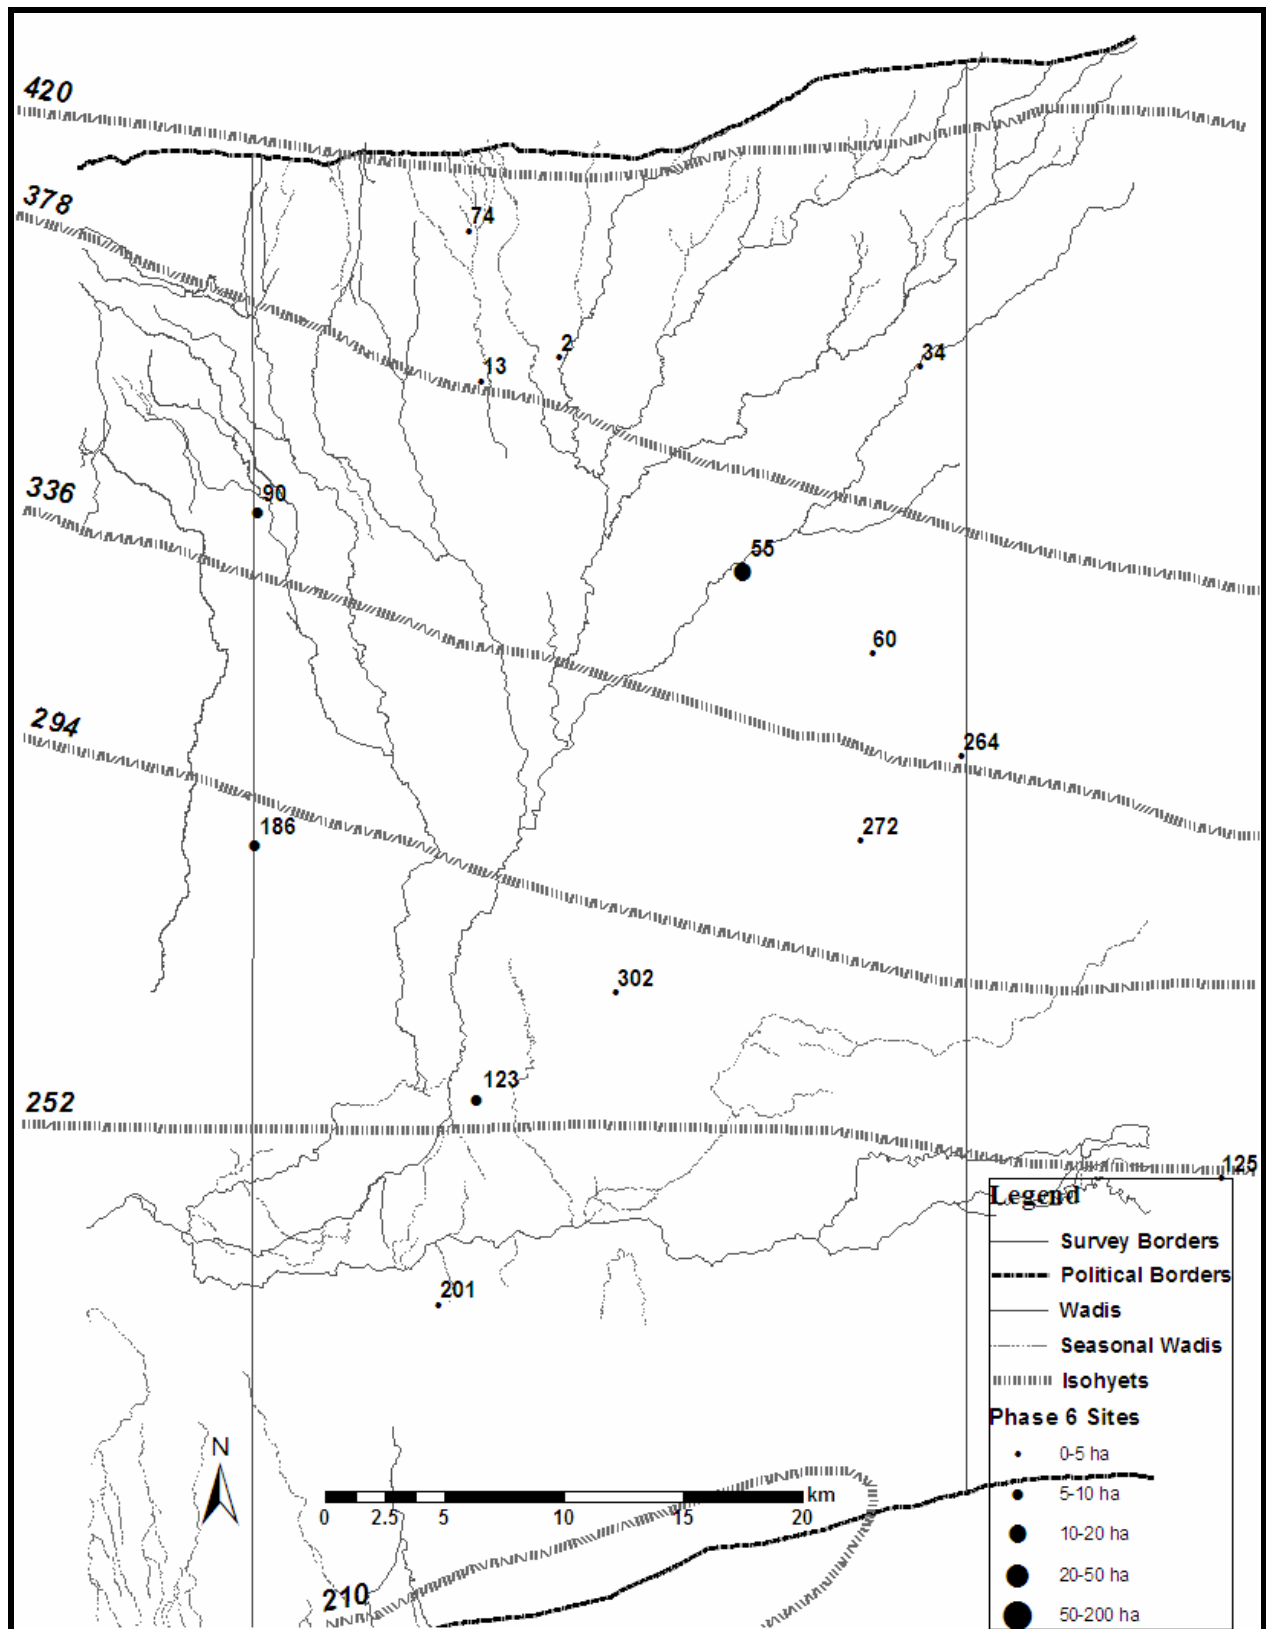 420
378
74
2
13
34
336
90
55
60
294
264
186
272
302
123
252
125
201
Legend
Survey Borders
Political Borders
Wadis
Seasonal Wadis
Isohyets
Phase 6 Sites
0-5 ha
5-10 ha
10-20 ha
20-50 ha
50-200 ha
N
km
0 2.5 5 10 15 20
210